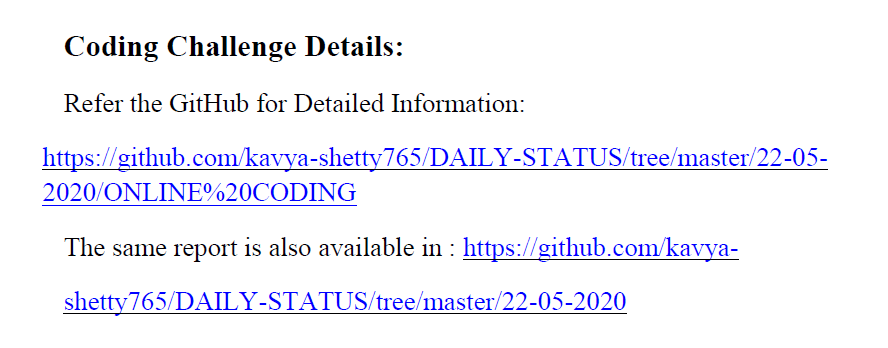 Coding Challenge Details:
Refer the GitHub for Detailed Information:
https://github.com/kavya-shetty765/DAILY-STATUS/tree/master/22-05-
2020/ONLINE%20CODING
The same report is also available in : https://github.com/kavya-
shetty765/DAILY-STATUS/tree/master/22-05-2020